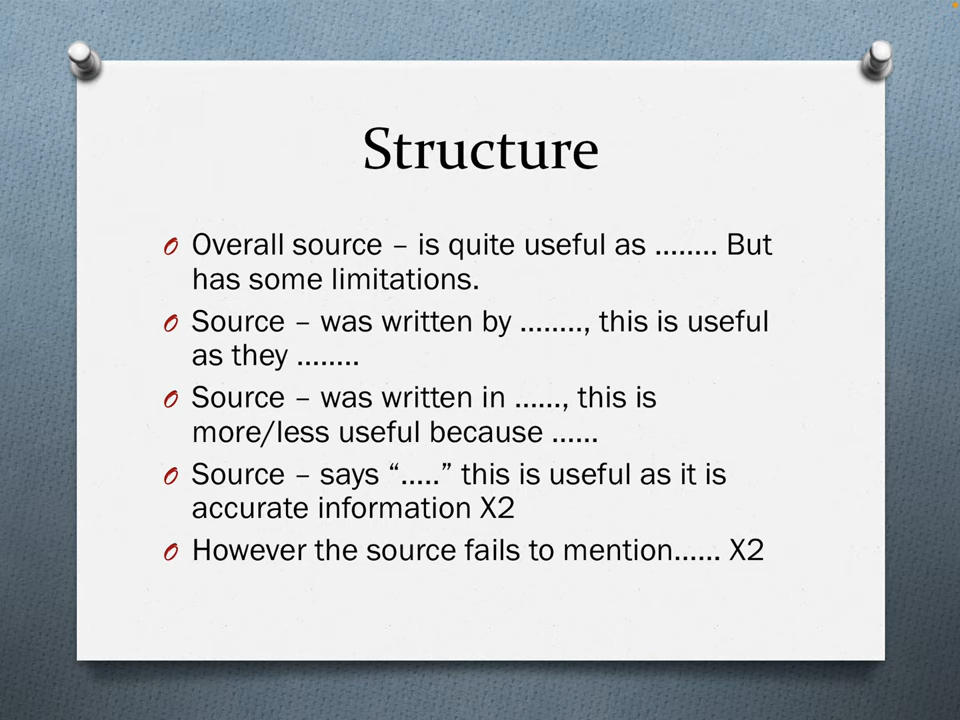 Structure
Overall source – is quite useful as …..... But
has some limitations.
Source – was written by …....., this is useful
as they ........
Source – was written in ......, this is
more/less useful because ......
Source – says “.....” this is useful as it is
accurate information X2
However the source fails to mention...... X2